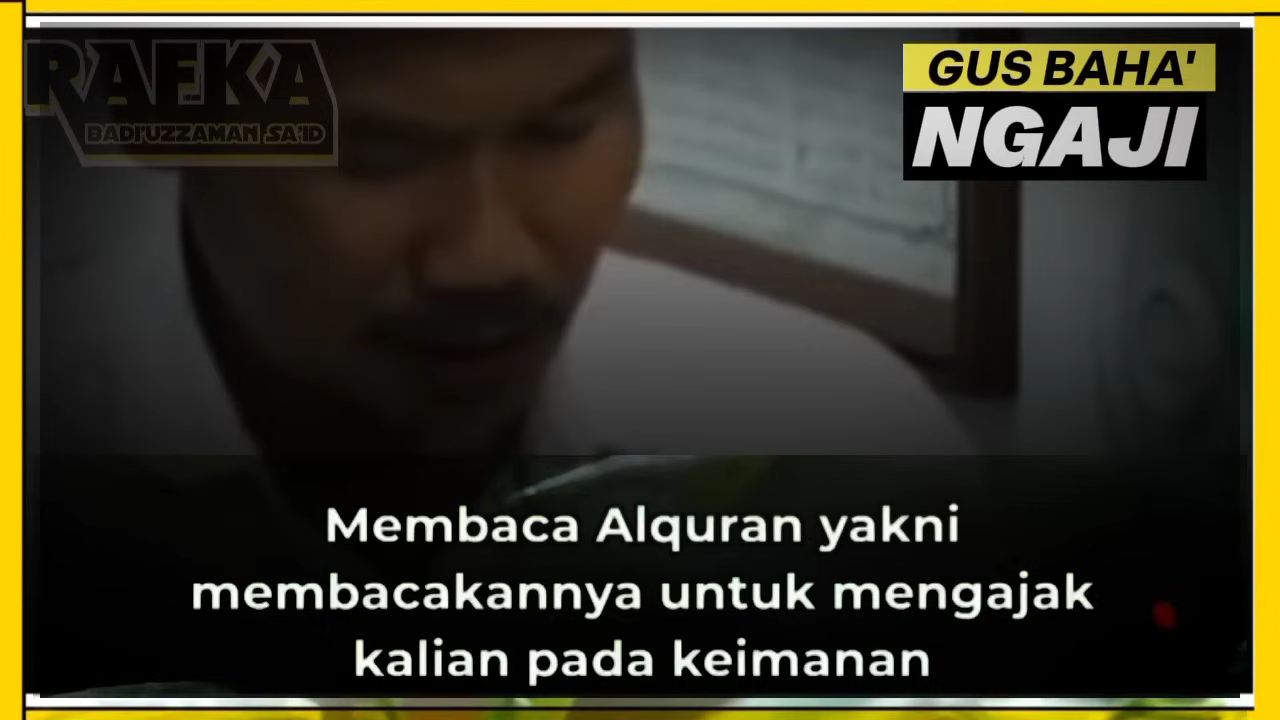 RAFKA
BADI'UZZAMAN SA'ID
GUS BAHA'
NGAJI
Membaca Alquran yakni
membacakannya untuk mengajak
kalian pada keimanan